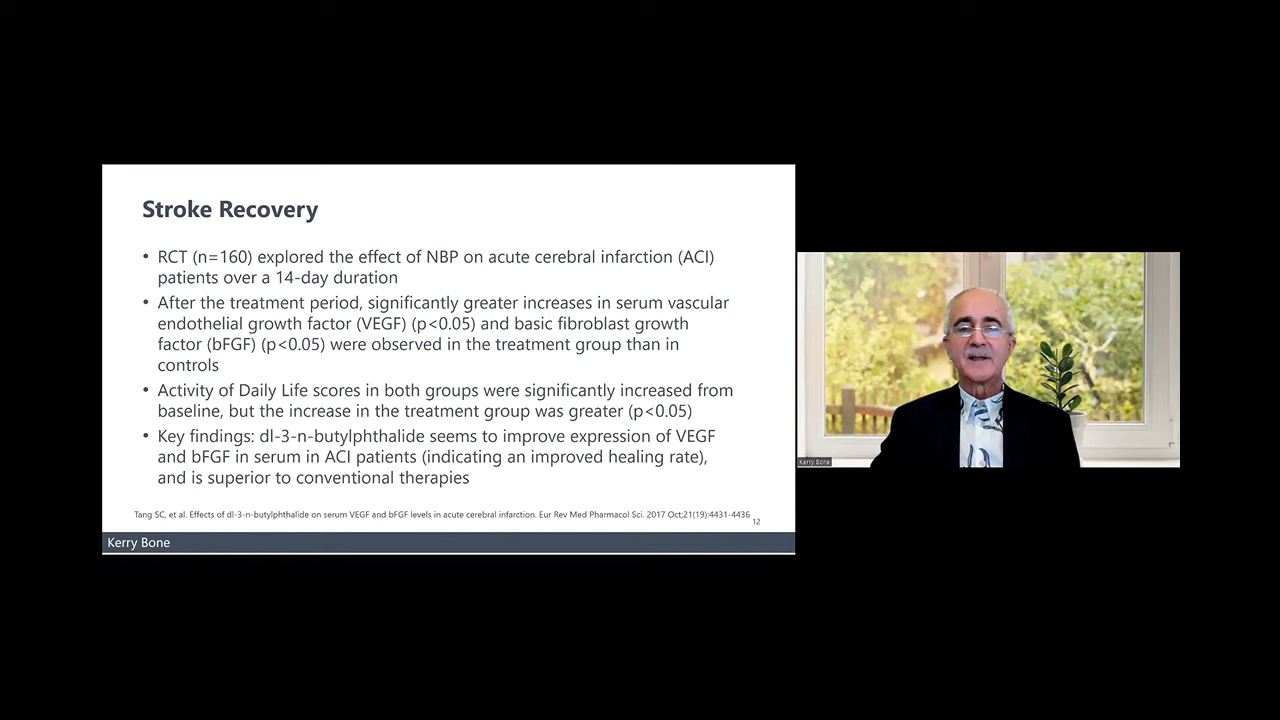 Stroke Recovery
• RCT (n=160) explored the effect of NBP on acute cerebral infarction (ACI)
patients over a 14-day duration
• After the treatment period, significantly greater increases in serum vascular
endothelial growth factor (VEGF) (p<0.05) and basic fibroblast growth
factor (bFGF) (p<0.05) were observed in the treatment group than in
controls
• Activity of Daily Life scores in both groups were significantly increased from
baseline, but the increase in the treatment group was greater (p<0.05)
• Key findings: dl-3-n-butylphthalide seems to improve expression of VEGF
and bFGF in serum in ACI patients (indicating an improved healing rate),
and is superior to conventional therapies
Tang SC, et al. Effects of dl-3-n-butylphthalide on serum VEGF and bFGF levels in acute cerebral infarction. Eur Rev Med Pharmacol Sci. 2017 Oct;21(19):4431-4436
12
Kerry Bone
Kerry Bone